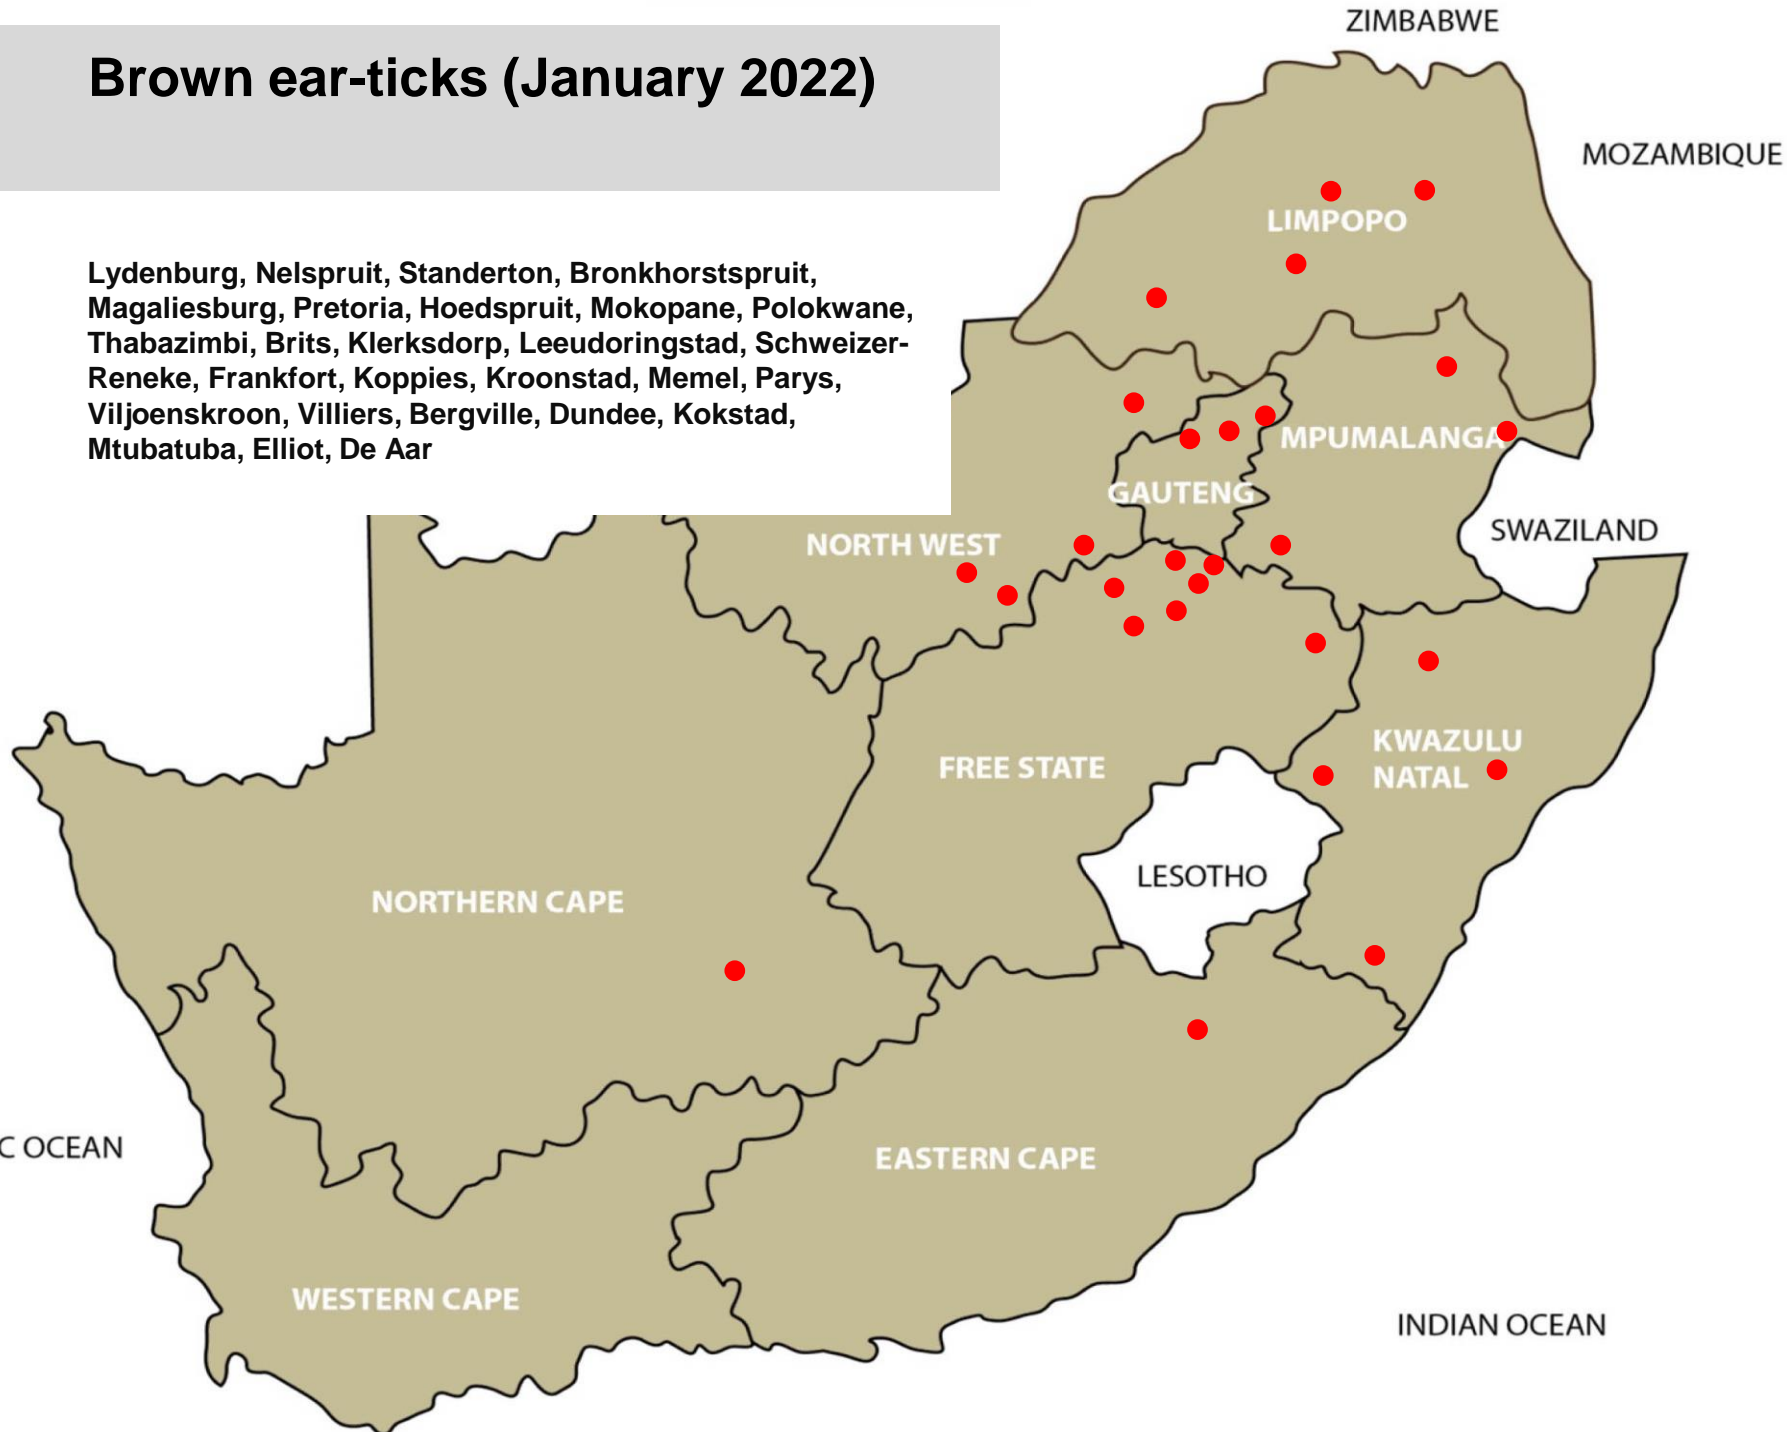 Brown ear-ticks (January 2022)
Lydenburg, Nelspruit, Standerton, Bronkhorstspruit,
Magaliesburg, Pretoria, Hoedspruit, Mokopane, Polokwane,
Thabazimbi, Brits, Klerksdorp, Leeudoringstad, Schweizer-
Reneke, Frankfort, Koppies, Kroonstad, Memel, Parys,
Viljoenskroon, Villiers, Bergville, Dundee, Kokstad,
Mtubatuba, Elliot, De Aar
ZIMBABWE
MOZAMBIQUE
LIMPOPO
MPUMALANGA
GAUTENG
SWAZILAND
NORTH WEST
KWAZULU
NATAL
FREE STATE
LESOTHO
NORTHERN CAPE
C OCEAN
EASTERN CAPE
WESTERN CAPE
INDIAN OCEAN